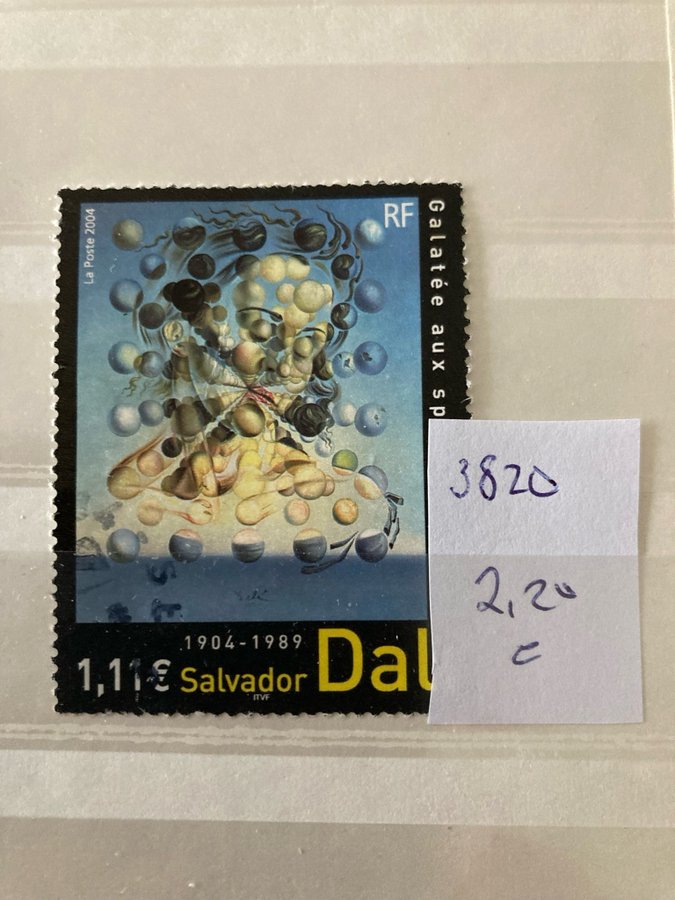 La Poste 2004
RF
Galatée aux sp
1904-1989
1,11€ Salvador Dal
ITVF
3820
2,20